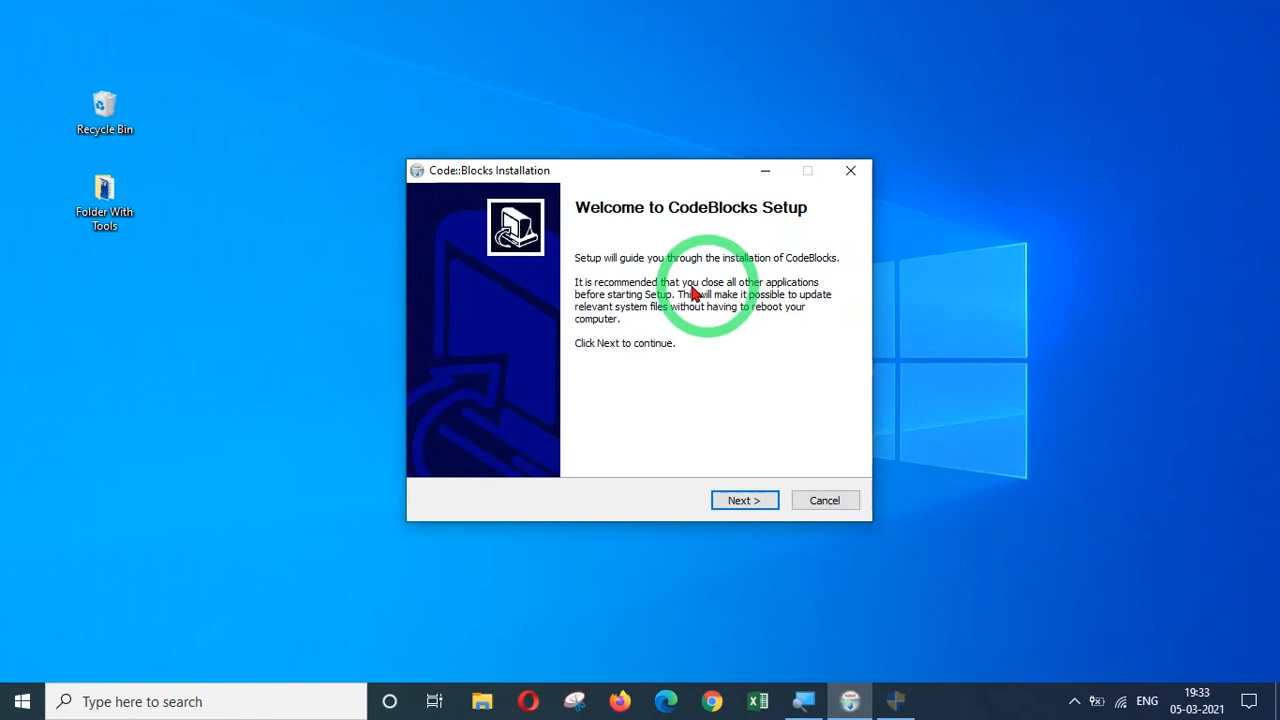 Recycle Bin
Folder With
Tools
Code::Blocks Installation
Welcome to CodeBlocks Setup
Setup will guide you through the installation of CodeBlocks.
It is recommended that you close all other applications
before starting Setup. This will make it possible to update
relevant system files without having to reboot your
computer.
Click Next to continue.
Next >
Cancel
Type here to search
ENG
19:33
05-03-2021